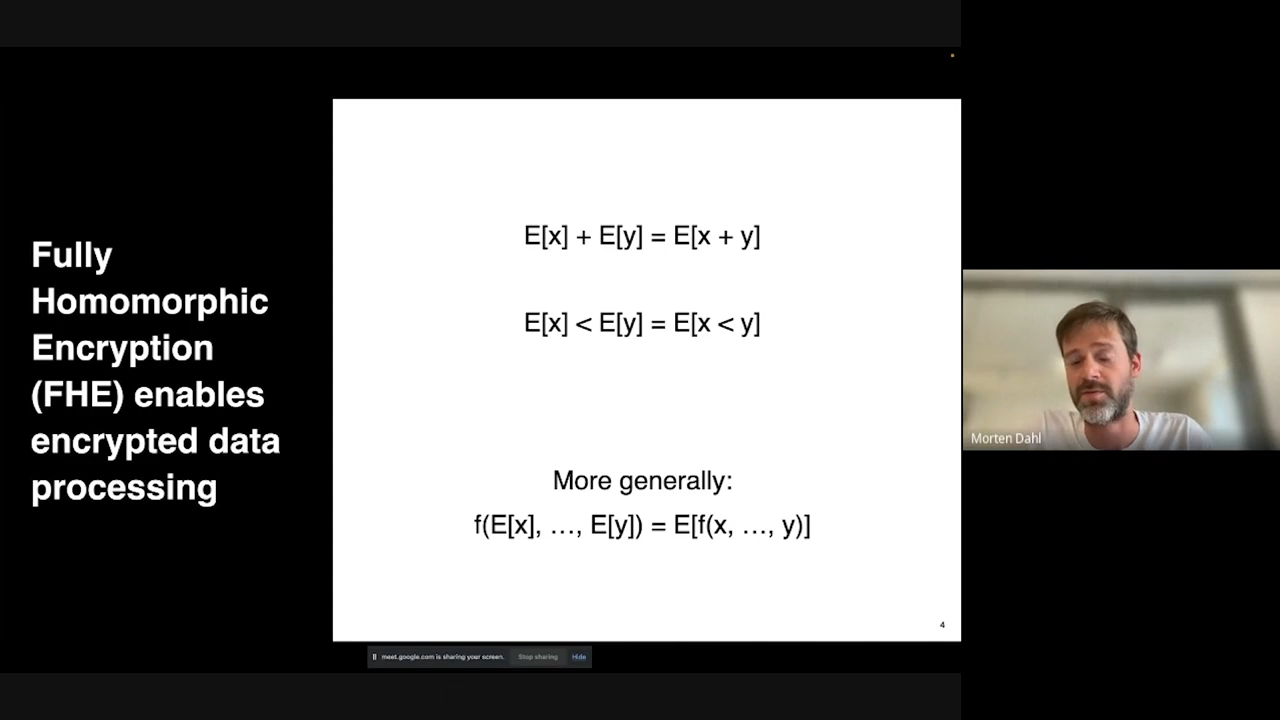 Fully
Homomorphic
Encryption
(FHE) enables
encrypted data
processing
E[x] + E[y] = E[x + y]
E[x] < E[y] = E[x < y]
More generally:
f(E[x], …, E[y]) = E[f(x, …, y)]
4
meet.google.com is sharing your screen.
Stop sharing
Hide
Morten Dahl